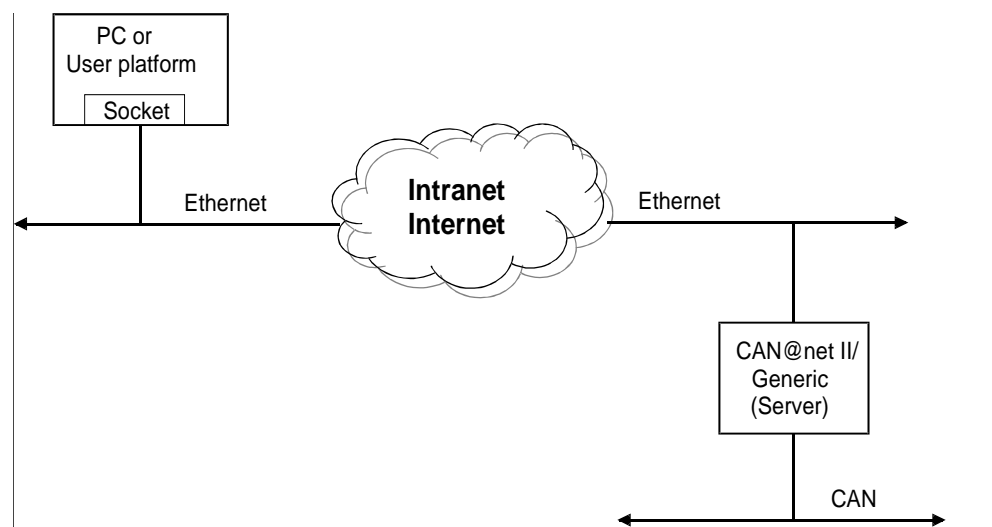 PC or
User platform
Socket
Ethernet
Intranet
Internet
Ethernet
CAN@net II/
Generic
(Server)
CAN